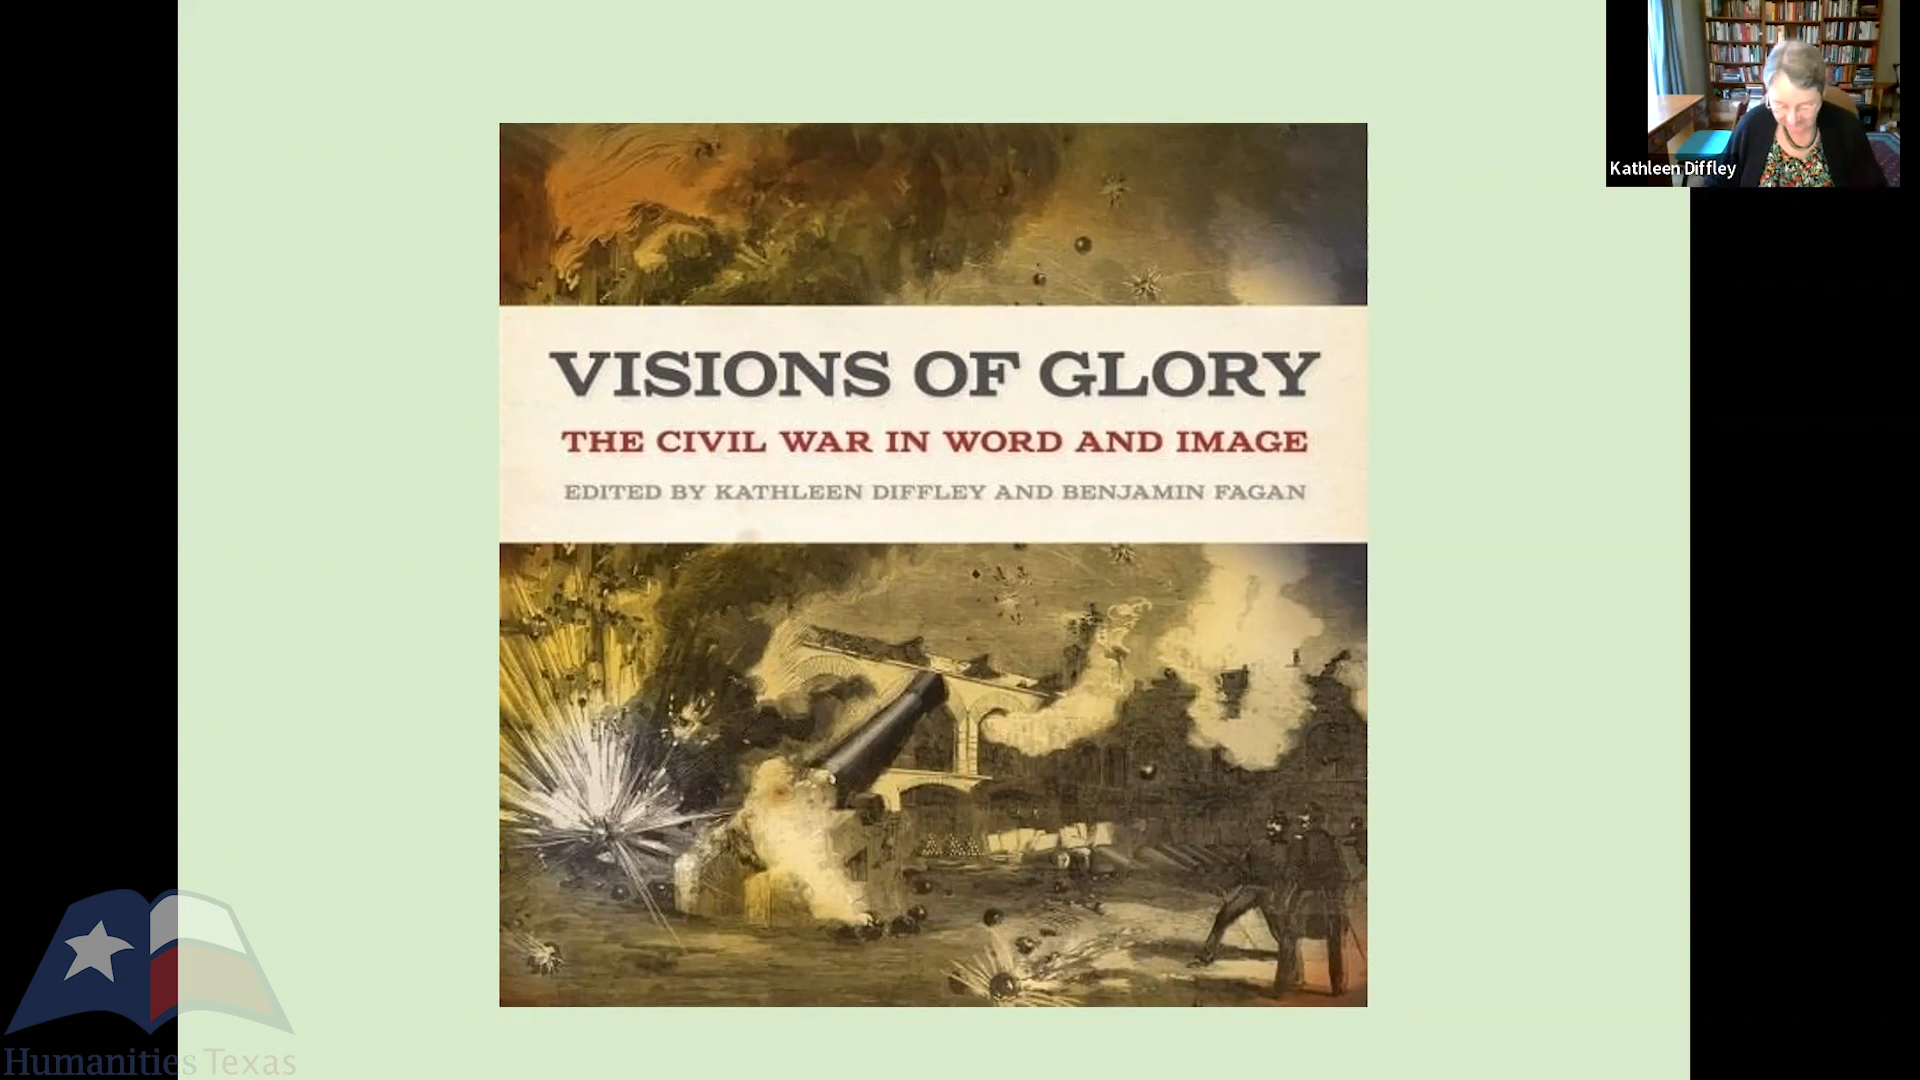 VISIONS OF GLORY
THE CIVIL WAR IN WORD AND IMAGE
EDITED BY KATHLEEN DIFFLEY AND BENJAMIN FAGAN
Kathleen Diffley
Humanities Texas